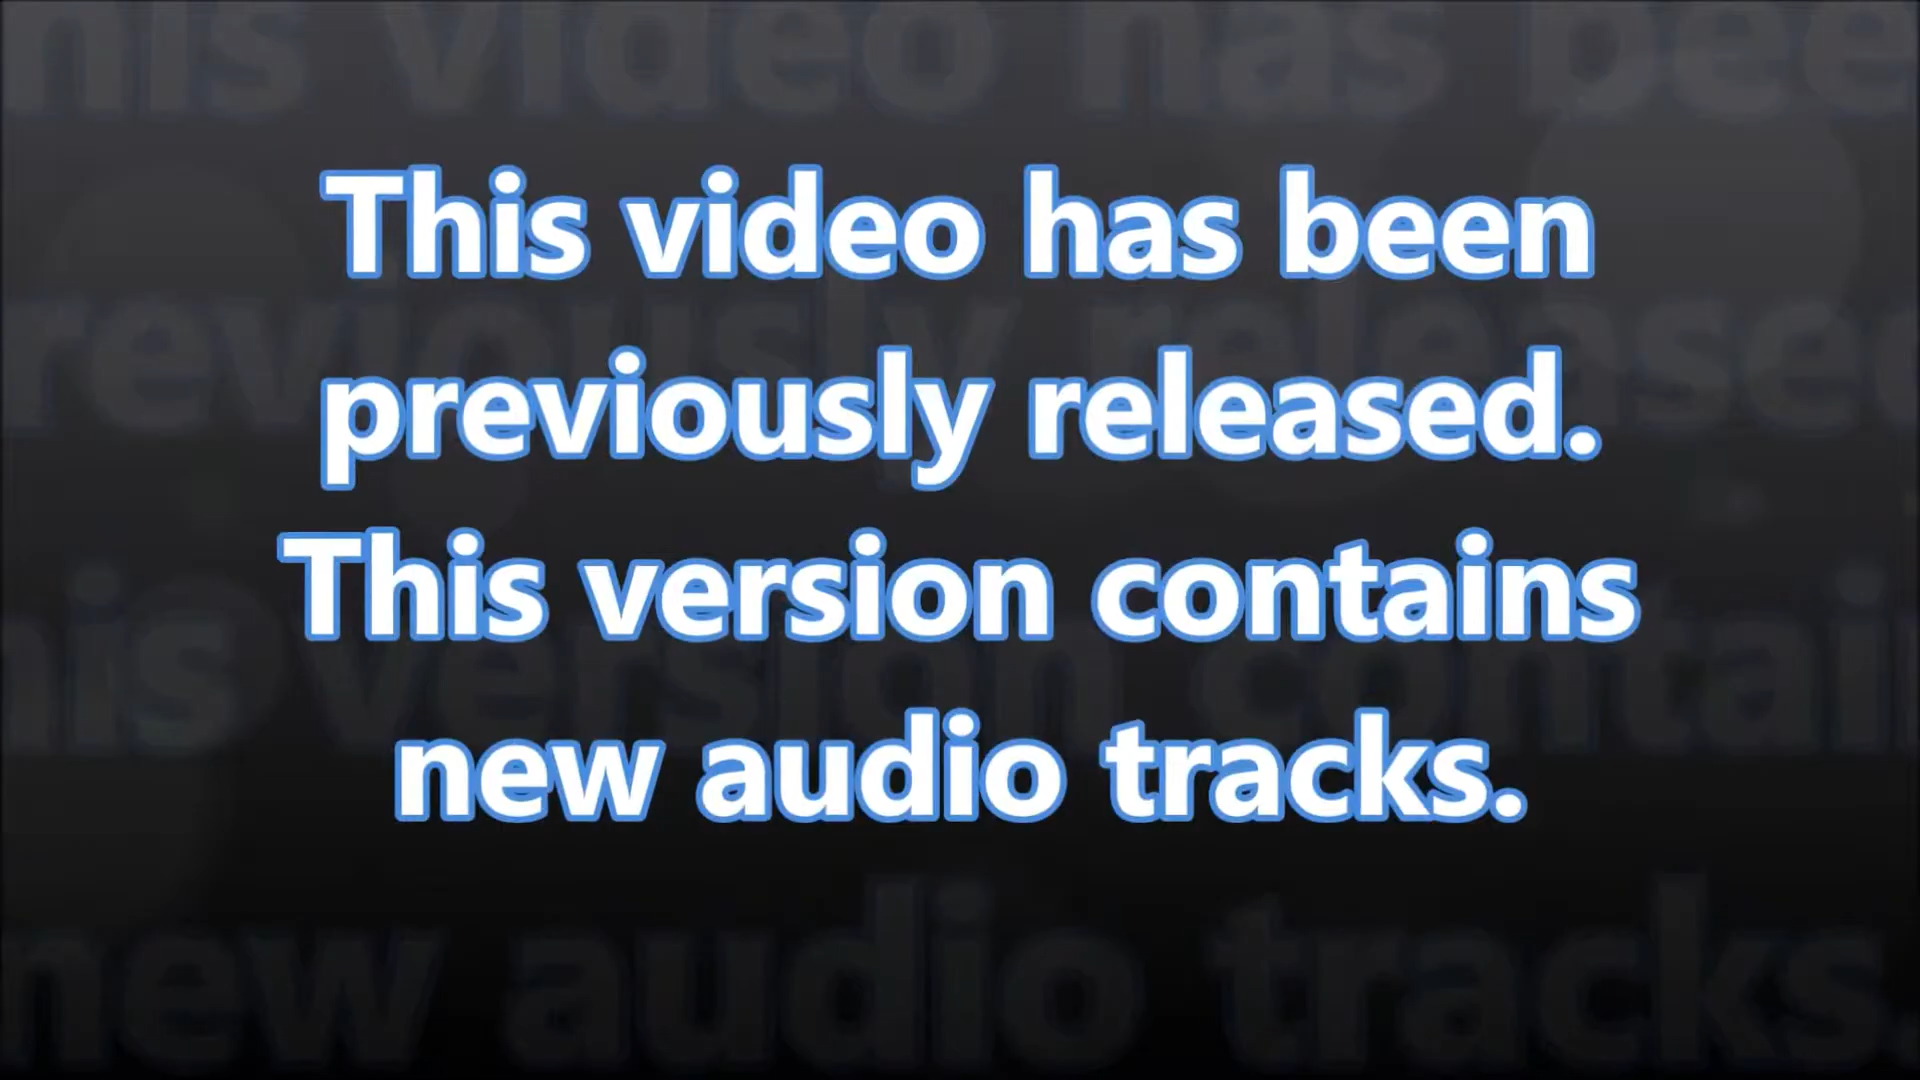 This video has been
previously released.
This version contains
new audio tracks.